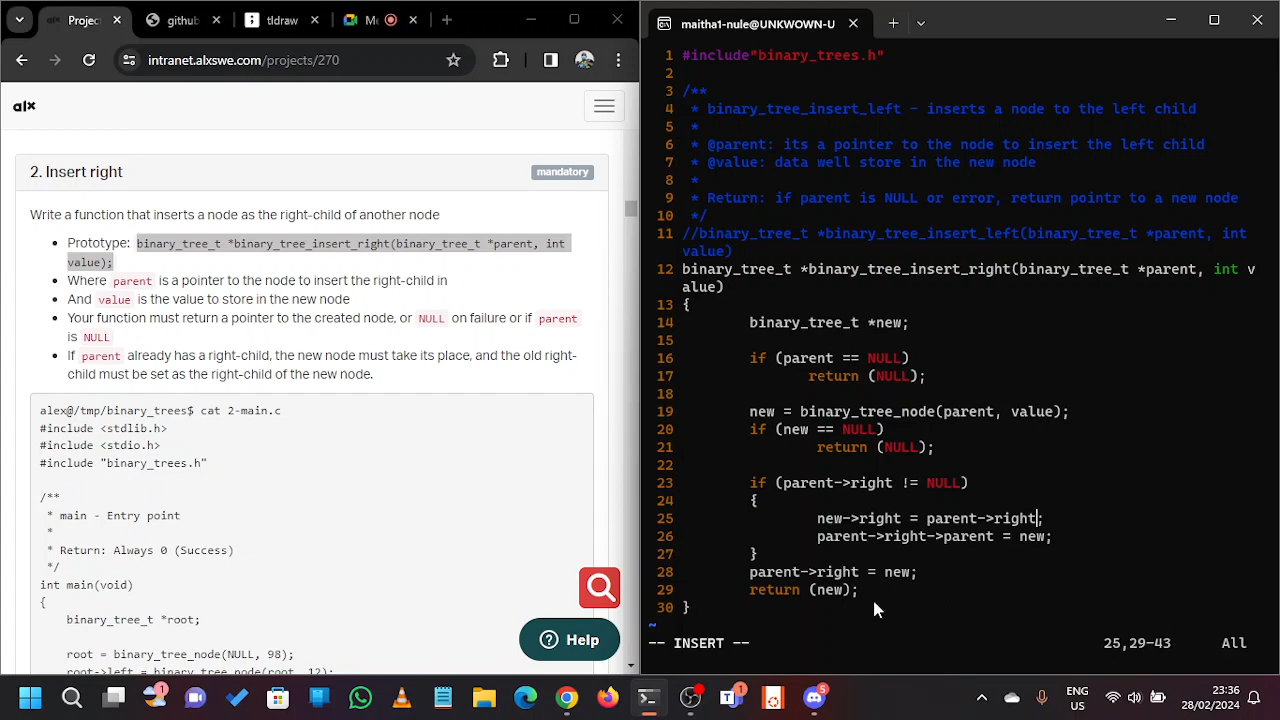 Proje
github
tdraw
M
maitha1-nule@UNKWOWN-U
intranet.alxswe.com/projects/270
alx
2. Insert right
mandatory
Write a function that inserts a node as the right-child of another node
Prototype: binary_tree_t *binary_tree_insert_right(binary_tree_t *parent, int
value);
Where parent is a pointer to the node to insert the right-child in
And value is the value to store in the new node
Your function must return a pointer to the created node, or NULL on failure or if parent
is NULL
If parent already has a right-child, the new node must take its place, and the old right-
child must be set as the right-child of the new node.
alex@/tmp/binary_trees$ cat 2-main.c
#include <stdlib.h>
#include <stdio.h>
#include "binary_trees.h"
/**
* main - Entry point
*
* Return: Always 0 (Success)
*/
int main(void)
{
binary_tree_t *root;
root = binary_tree_node(NULL, 98);
root->left = binary_tree_node(root, 12);
Help
1 #include"binary_trees.h"
2
3 /**
4 * binary_tree_insert_left - inserts a node to the left child
5 *
6 * @parent: its a pointer to the node to insert the left child
7 * @value: data well store in the new node
8 *
9 * Return: if parent is NULL or error, return pointr to a new node
10 */
11 //binary_tree_t *binary_tree_insert_left(binary_tree_t *parent, int
value)
12 binary_tree_t *binary_tree_insert_right(binary_tree_t *parent, int v
alue)
13 {
14 binary_tree_t *new;
15
16 if (parent == NULL)
17 return (NULL);
18
19 new = binary_tree_node(parent, value);
20 if (new == NULL)
21 return (NULL);
22
23 if (parent->right != NULL)
24 {
25 new->right = parent->right;
26 parent->right->parent = new;
27 }
28 parent->right = new;
29 return (new);
30 }
~
-- INSERT -- 25,29-43 All
1
1
5
ENG
US
23:36
28/02/2024